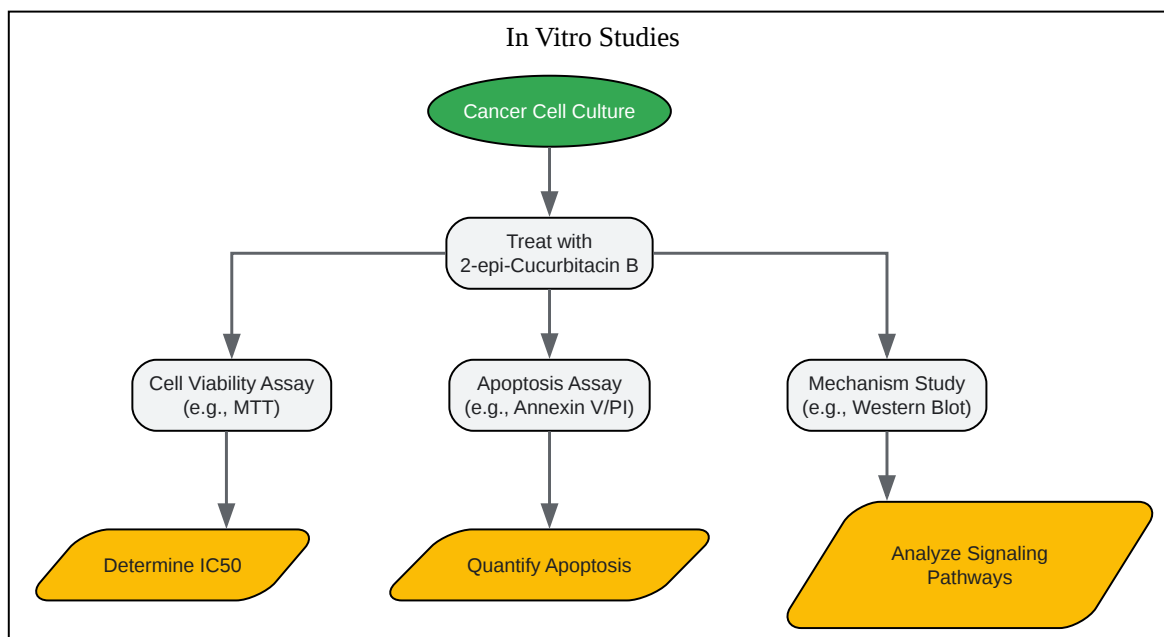 In Vitro Studies
Cancer Cell Culture
Treat with
2-epi-Cucurbitacin B
Cell Viability Assay
(e.g., MTT)
Apoptosis Assay
(e.g., Annexin V/PI)
Mechanism Study
(e.g., Western Blot)
Determine IC50
Quantify Apoptosis
Analyze Signaling
Pathways